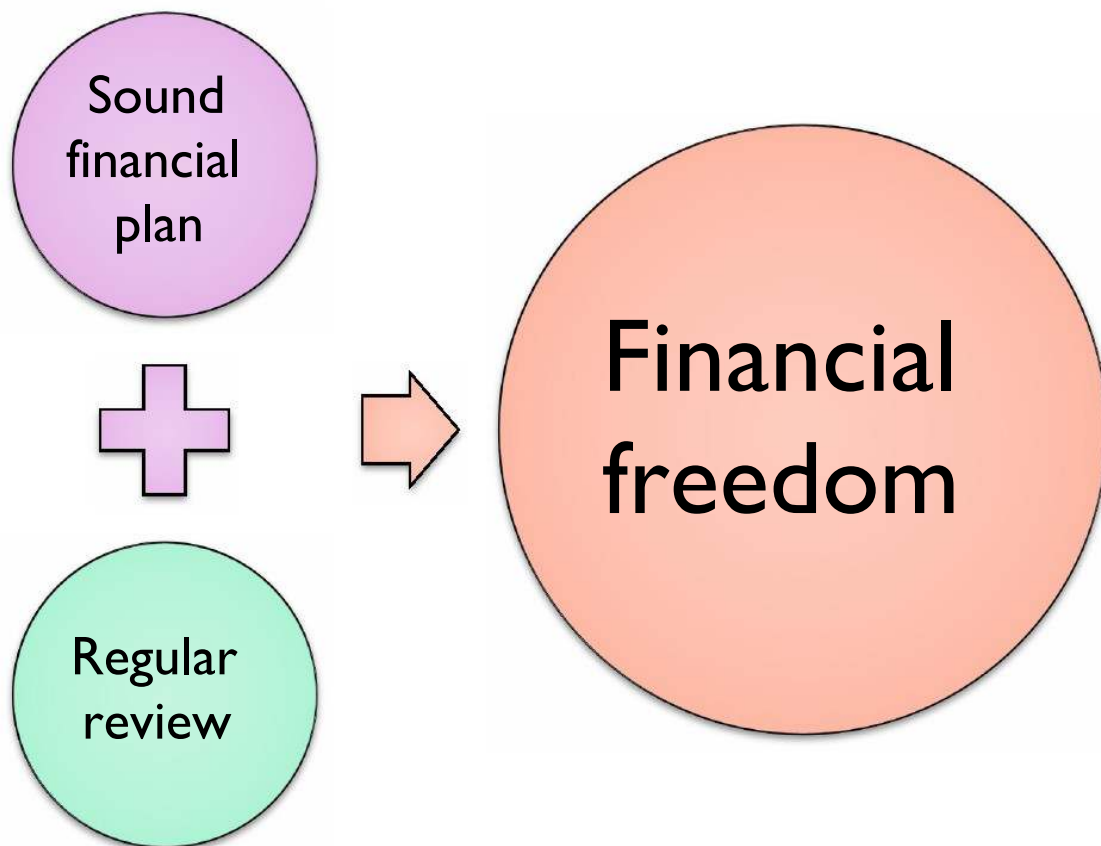 Sound
financial
plan
Regular
review
Financial
freedom